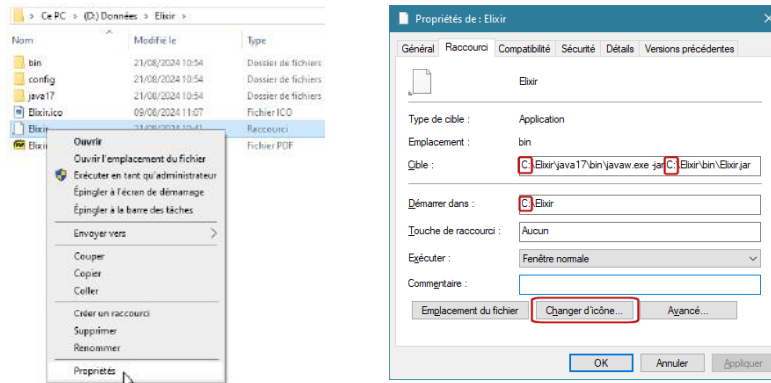 > Ce PC > (D:) Données > Elixir >
Nom Modifié le Type
bin 21/08/2024 10:54 Dossier de fichiers
config 21/08/2024 10:54 Dossier de fichiers
java17 21/08/2024 10:54 Dossier de fichiers
Elixir.ico 09/08/2024 11:07 Fichier ICO
Elixir 21/08/2024 10:41 Raccourci
Fichier PDF
Ouvrir
Ouvrir l'emplacement du fichier
Exécuter en tant qu'administrateur
Épingler à l'écran de démarrage
Épingler à la barre des tâches
Envoyer vers >
Couper
Copier
Coller
Créer un raccourci
Supprimer
Renommer
Propriétés
Propriétés de : Elixir
Général Raccourci Compatibilité Sécurité Détails Versions précédentes
Elixir
Type de cible : Application
Emplacement : bin
Cible : C:\Elixir\java17\bin\javaw.exe -jar C:\Elixir\bin\Elixir.jar
Démarrer dans : C:\Elixir
Touche de raccourci : Aucun
Exécuter : Fenêtre normale
Commentaire :
Emplacement du fichier Changer d'icône... Avancé...
OK Annuler Appliquer